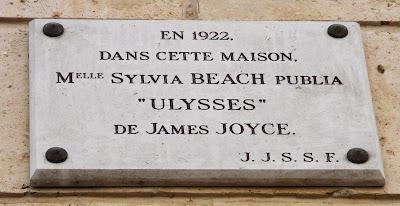 EN 1922.
DANS CETTE MAISON.
Melle SYLVIA BEACH PUBLIA
"ULYSSES"
DE JAMES JOYCE.
J. J. S. S. F.